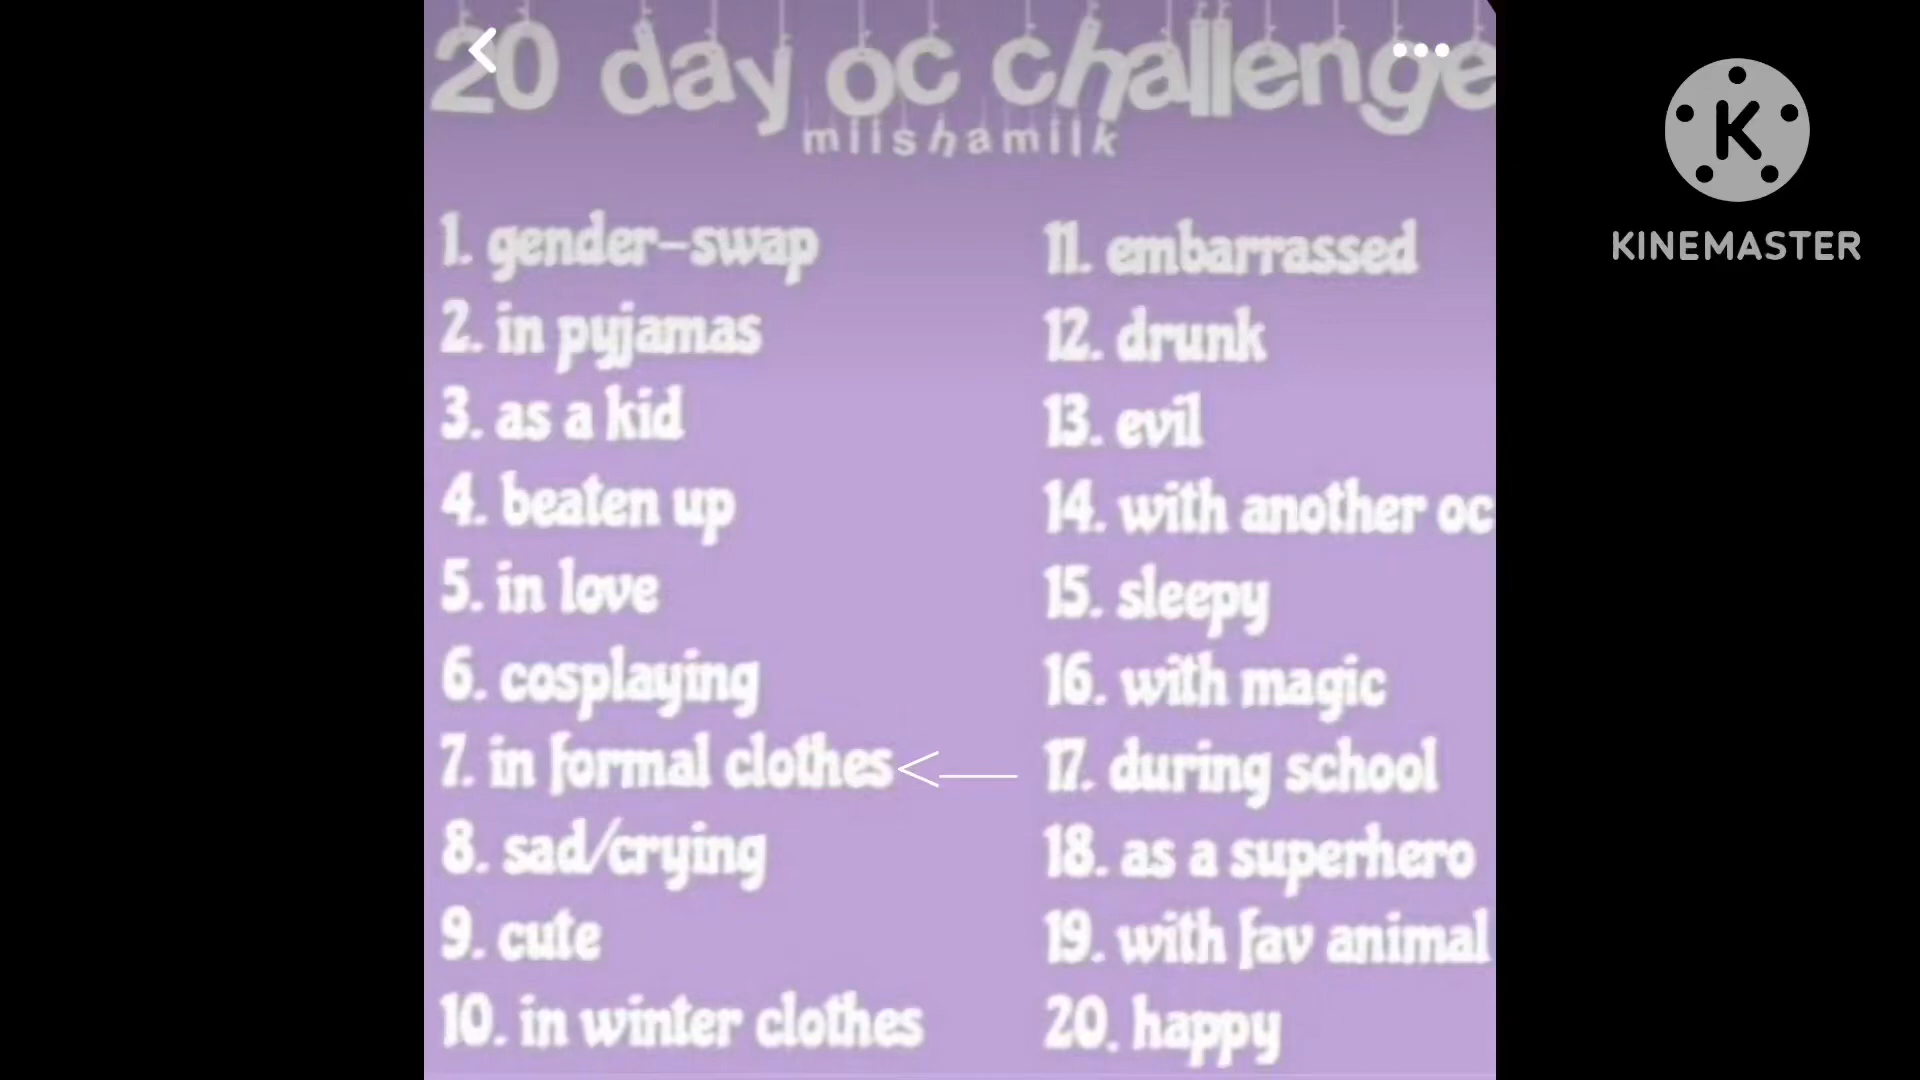 20 day oc challenge
miishamilk
1. gender-swap
2. in pyjamas
3. as a kid
4. beaten up
5. in love
6. cosplaying
7. in formal clothes
8. sad/crying
9. cute
10. in winter clothes
11. embarrassed
12. drunk
13. evil
14. with another oc
15. sleepy
16. with magic
17. during school
18. as a superhero
19. with fav animal
20. happy
K
KINEMASTER